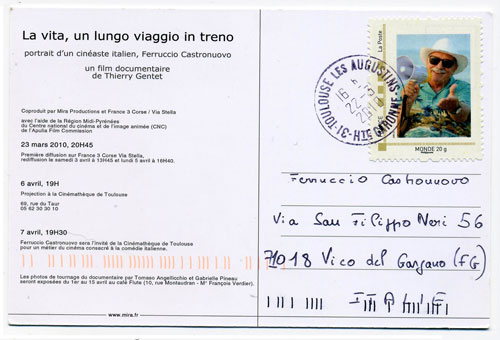 La vita, un lungo viaggio in treno
portrait d'un cinéaste italien, Ferruccio Castronuovo
un film documentaire
de Thierry Gentet
Coproduit par Mira Productions et France 3 Corse / Via Stella
avec l'aide de la Région Midi-Pyrénées
du Centre national du cinéma et de l'image animée (CNC)
de l'Apulia Film Commission
23 mars 2010, 20H45
Première diffusion sur France 3 Corse Via Stella,
rediffusion le samedi 3 avril à 13H45 et lundi 5 avril à 16H40.
6 avril, 19H
Projection à la Cinémathèque de Toulouse
69, rue du Taur
05 62 30 30 10
7 avril, 19H30
Ferruccio Castronuovo sera l'invité de la Cinémathèque de Toulouse
pour un métier du cinéma consacré à la comédie italienne.
Les photos de tournage du documentaire par Tomaso Angellichio et Gabrielle Pineau
seront exposées du 1er au 15 avril au café Flute (10, rue Montaudran - M° François Verdier).
www.mira.fr
31-TOULOUSE LES AUGUSTINS
HTE GARONNE
La Poste
MONDE 20 g
Ferruccio Castronuovo
Via San Filippo Neri 56
71018 Vico del Gargano (FG)